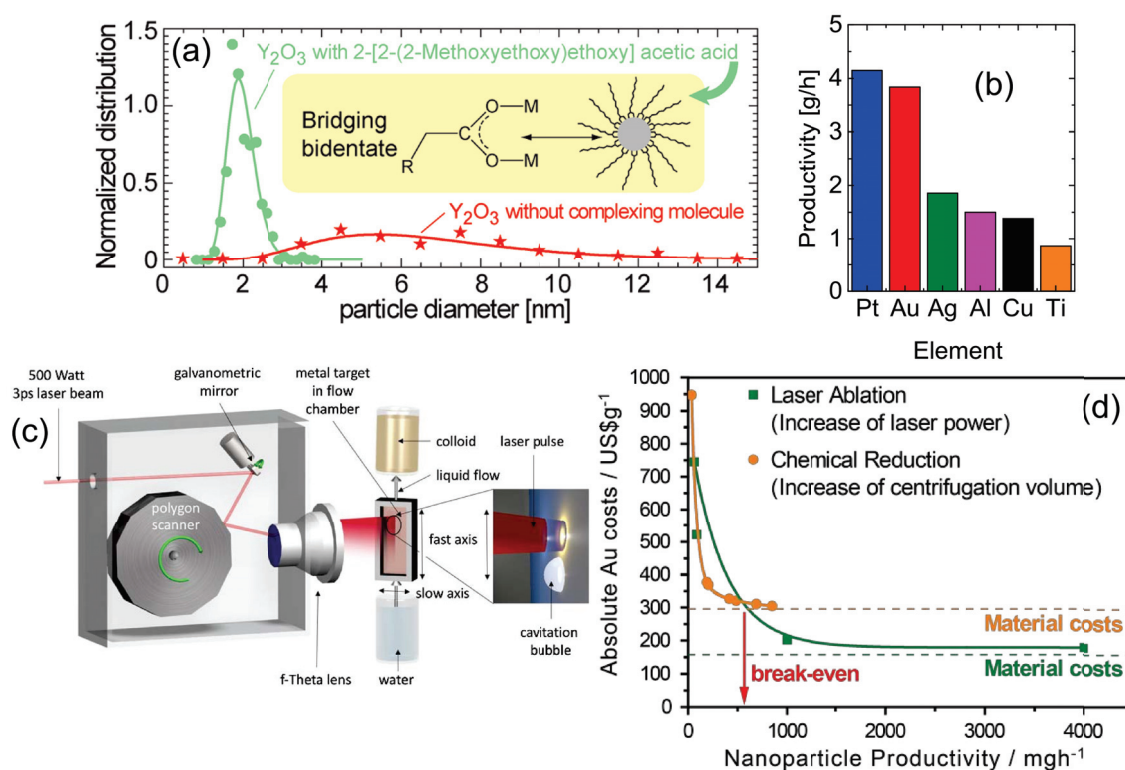 (a)
Y2O3 with 2-[2-(2-Methoxyethoxy)ethoxy] acetic acid
Bridging
bidentate
R
C
O—M
O—M
Y2O3 without complexing molecule
Normalized distribution
1.5
1.0
0.5
0
0 2 4 6 8 10 12 14
particle diameter [nm]
(b)
Productivity [g/h]
5
4
3
2
1
0
Pt Au Ag Al Cu Ti
Element
(c)
500 Watt
3ps laser beam
galvanometric
mirror
metal target
in flow
chamber
colloid
laser pulse
liquid flow
polygon
scanner
fast axis
slow axis
cavitation
bubble
f-Theta lens
water
(d)
Laser Ablation
(Increase of laser power)
Chemical Reduction
(Increase of centrifugation volume)
Absolute Au costs / US$g-1
1000
900
800
700
600
500
400
300
200
100
0
Material costs
Material costs
break-even
0 1000 2000 3000 4000
Nanoparticle Productivity / mgh-1